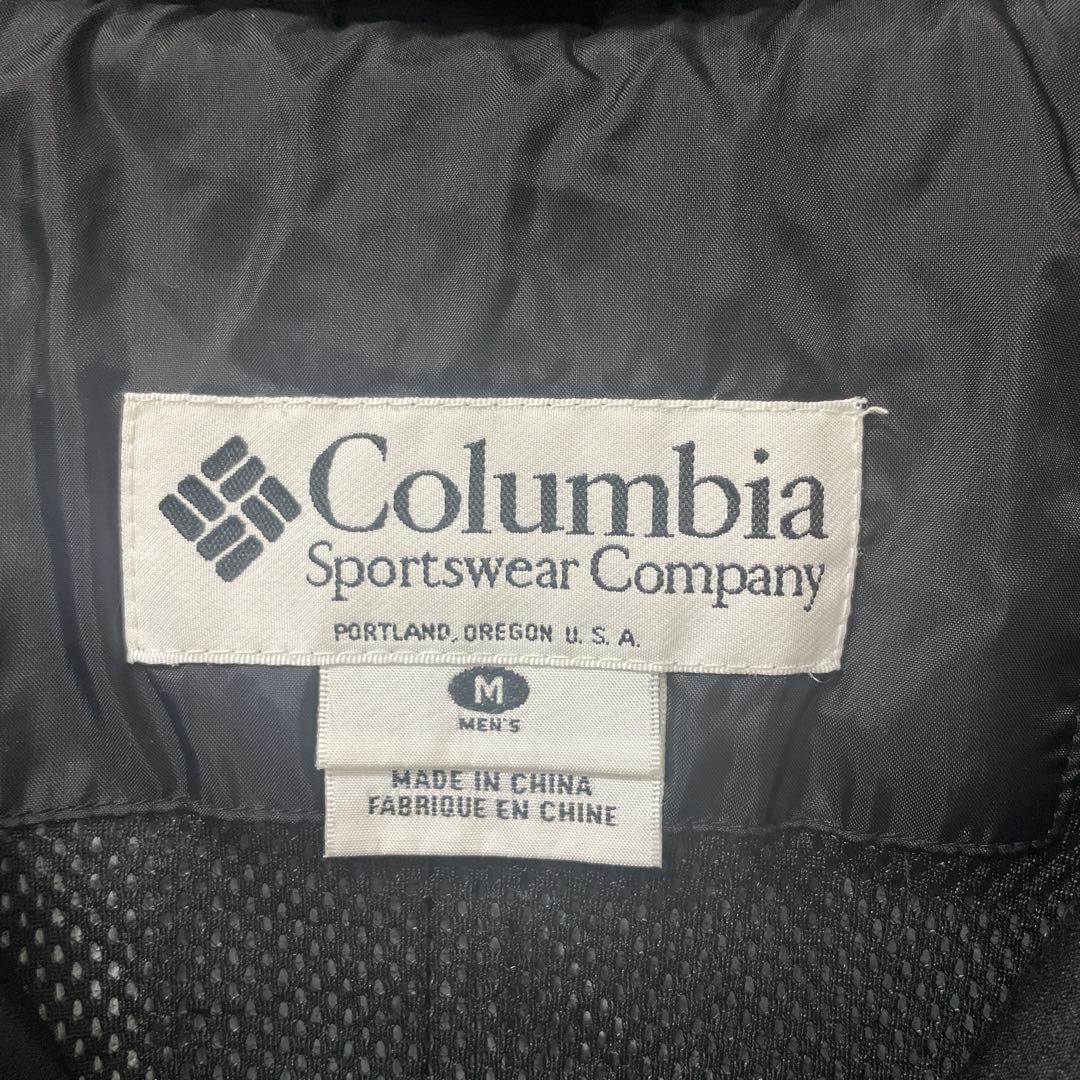 Columbia
Sportswear Company
PORTLAND, OREGON U.S.A.
M
MEN'S
MADE IN CHINA
FABRIQUE EN CHINE